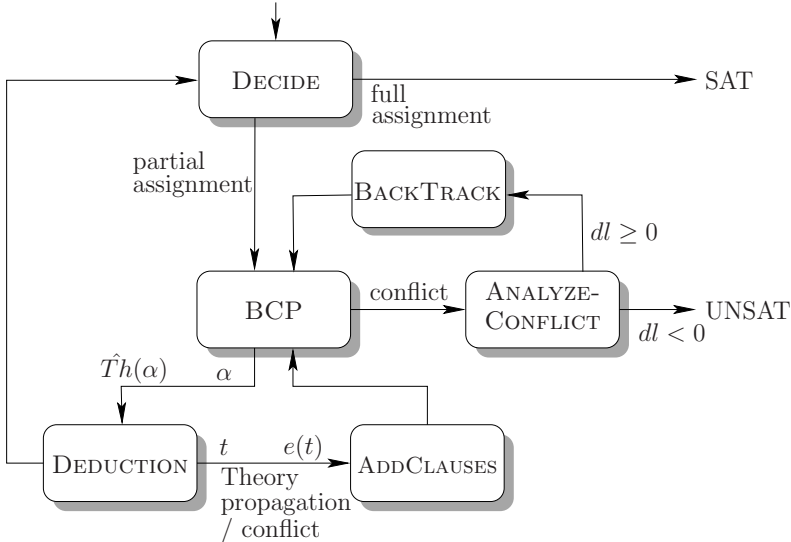 DECIDE
SAT
full
assignment
partial
assignment
BACKTRACK
dl ≥ 0
BCP
conflict
ANALYZE-
CONFLICT
UNSAT
dl < 0
T̂h(α)
α
DEDUCTION
t
e(t)
ADDCLAUSES
Theory
propagation
/ conflict